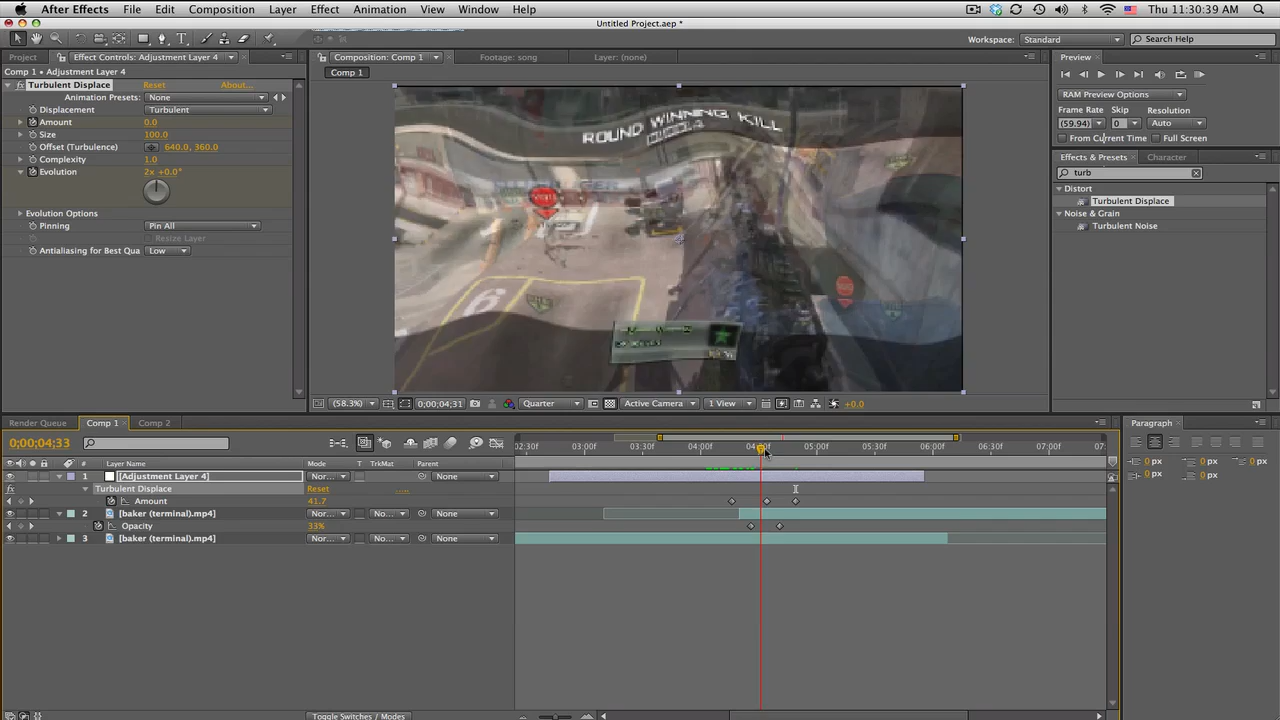 After Effects File Edit Composition Layer Effect Animation View Window Help Thu 11:30:39 AM
Untitled Project.aep *
Workspace: Standard Search Help
Project Effect Controls: Adjustment Layer 4 Composition: Comp 1 Footage: song Layer: (none) Preview
Comp 1 • Adjustment Layer 4 Comp 1
Turbulent Displace Reset About...
RAM Preview Options
Animation Presets: None
Displacement Turbulent Frame Rate Skip Resolution
Amount 0.0 (59.94) 0 Auto
Size 100.0 From Current Time Full Screen
Offset (Turbulence) 640.0, 360.0
Complexity 1.0 Effects & Presets Character
Evolution 2x +0.0° turb
Distort
Turbulent Displace
Evolution Options Noise & Grain
Pinning Pin All Turbulent Noise
Resize Layer
Antialiasing for Best Qua Low
ROUND WINNING KILL
6
(58.3%) 0;00;04;31 Quarter Active Camera 1 View +0.0
Render Queue Comp 1 Comp 2 Paragraph
0;00;04;33 02:30f 03:00f 03:30f 04:00f 05:00f 05:30f 06:00f 06:30f 07:00f
# Layer Name Mode T TrkMat Parent 0 px 0 px 0 px
1 [Adjustment Layer 4] Nor... None 0 px 0 px
Turbulent Displace Reset .....
Amount 41.7
2 [baker (terminal).mp4] Nor... No... None
Opacity 33%
3 [baker (terminal).mp4] Nor... No... None
Toggle Switches / Modes